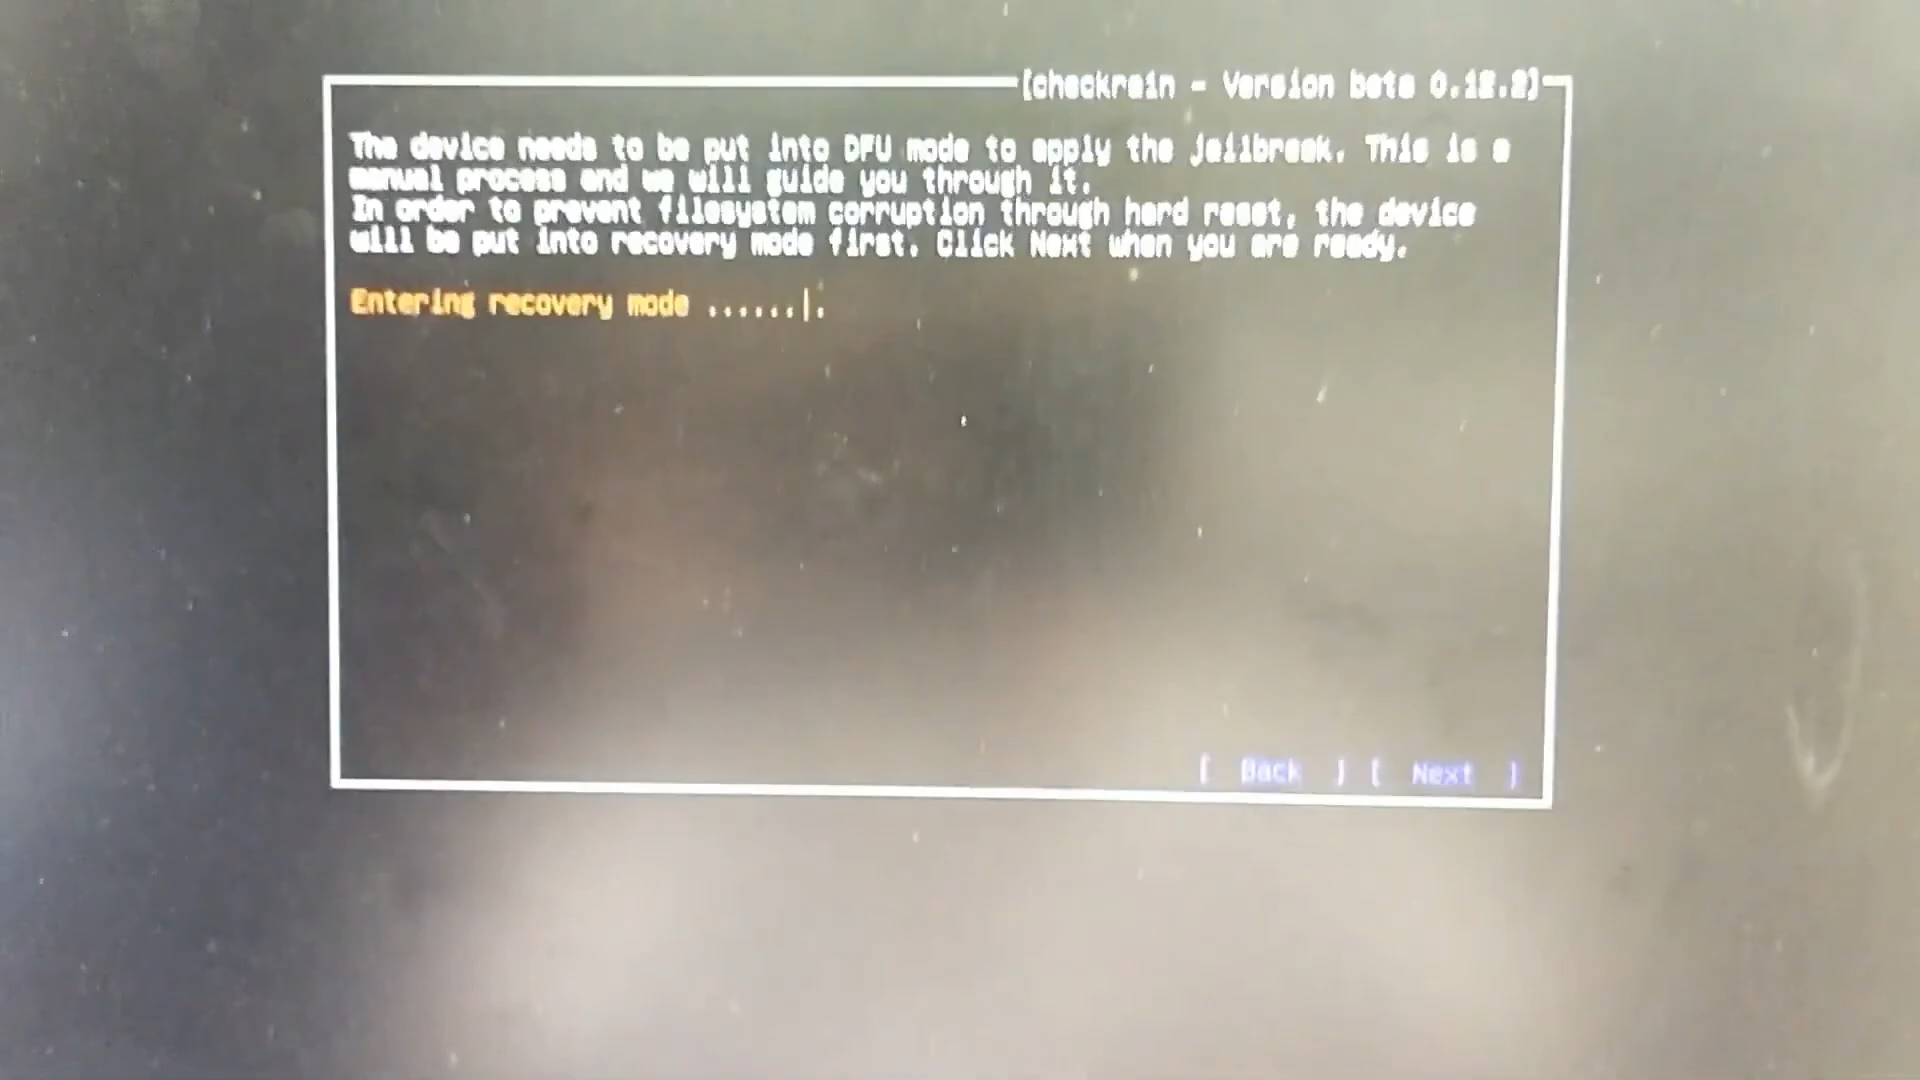 [checkra1n - Version beta 0.12.2]
The device needs to be put into DFU mode to apply the jailbreak. This is a
manual process and we will guide you through it.
In order to prevent filesystem corruption through hard reset, the device
will be put into recovery mode first. Click Next when you are ready.
Entering recovery mode ......|.
[ Back ] [ Next ]